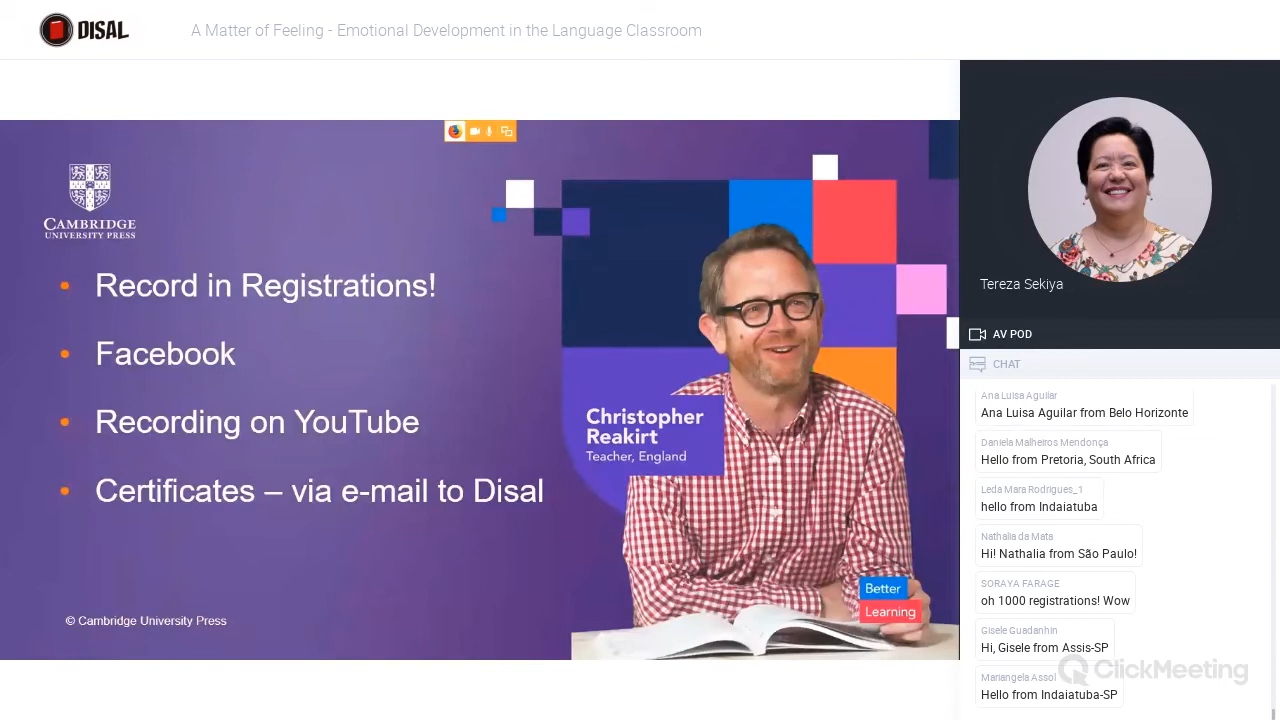 DISAL
A Matter of Feeling - Emotional Development in the Language Classroom
CAMBRIDGE
UNIVERSITY PRESS
• Record in Registrations!
• Facebook
• Recording on YouTube
• Certificates – via e-mail to Disal
© Cambridge University Press
Christopher
Reakirt
Teacher, England
Better
Learning
Tereza Sekiya
AV POD
CHAT
Ana Luisa Aguilar
Ana Luisa Aguilar from Belo Horizonte
Daniela Malheiros Mendonça
Hello from Pretoria, South Africa
Leda Mara Rodrigues_1
hello from Indaiatuba
Nathalia da Mata
Hi! Nathalia from São Paulo!
SORAYA FARAGE
oh 1000 registrations! Wow
Gisele Guadanhin
Hi, Gisele from Assis-SP
Mariangela Assol
Hello from Indaiatuba-SP
ClickMeeting